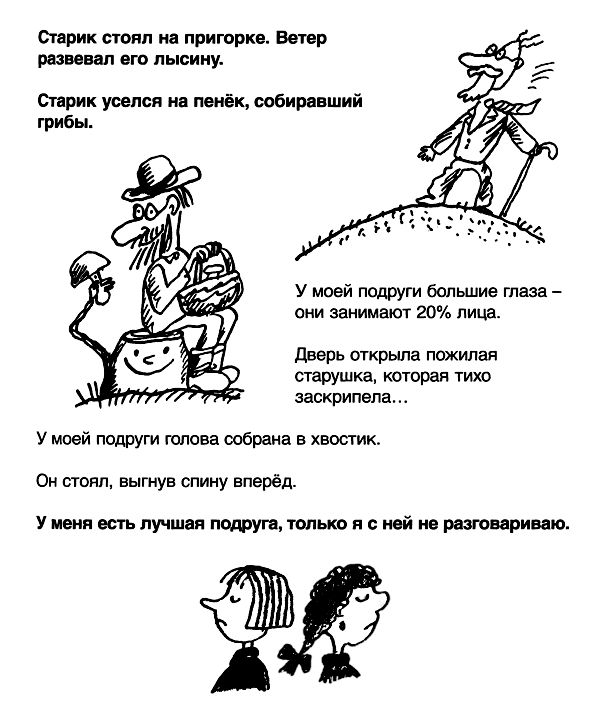 Старик стоял на пригорке. Ветер
развевал его лысину.
Старик уселся на пенёк, собиравший
грибы.
У моей подруги большие глаза –
они занимают 20% лица.
Дверь открыла пожилая
старушка, которая тихо
заскрипела…
У моей подруги голова собрана в хвостик.
Он стоял, выгнув спину вперёд.
У меня есть лучшая подруга, только я с ней не разговариваю.